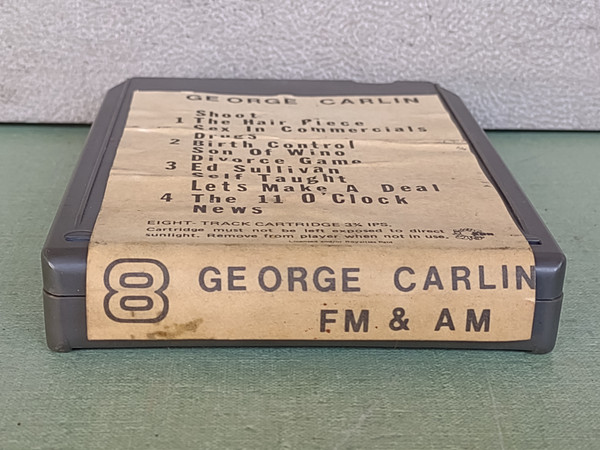 GEORGE CARLIN
Shoot
1 The Hair Piece
Sex In Commercials
Drugs
2 Birth Control
Son Of Wino
Divorce Game
3 Ed Sullivan
Self Taught
Lets Make A Deal
4 The 11 O'Clock
News
EIGHT-TRACK CARTRIDGE 3¾ IPS.
Cartridge must not be left exposed to direct
sunlight. Remove from player when not in use.
8 GEORGE CARLIN
FM & AM